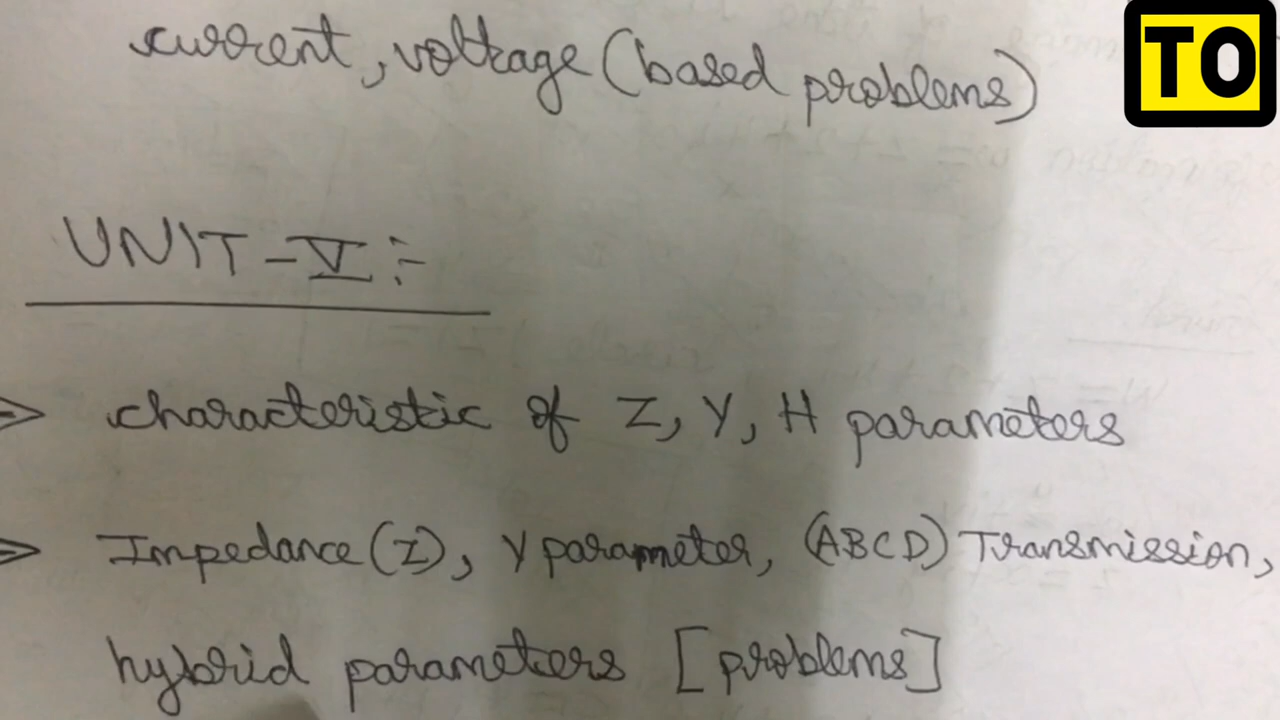 current, voltage (based problems)
TO
UNIT-V:-
=> characteristic of Z, Y, H parameters
=> Impedance(Z), Y parameter, (ABCD) Transmission,
hybrid parameters [problems]